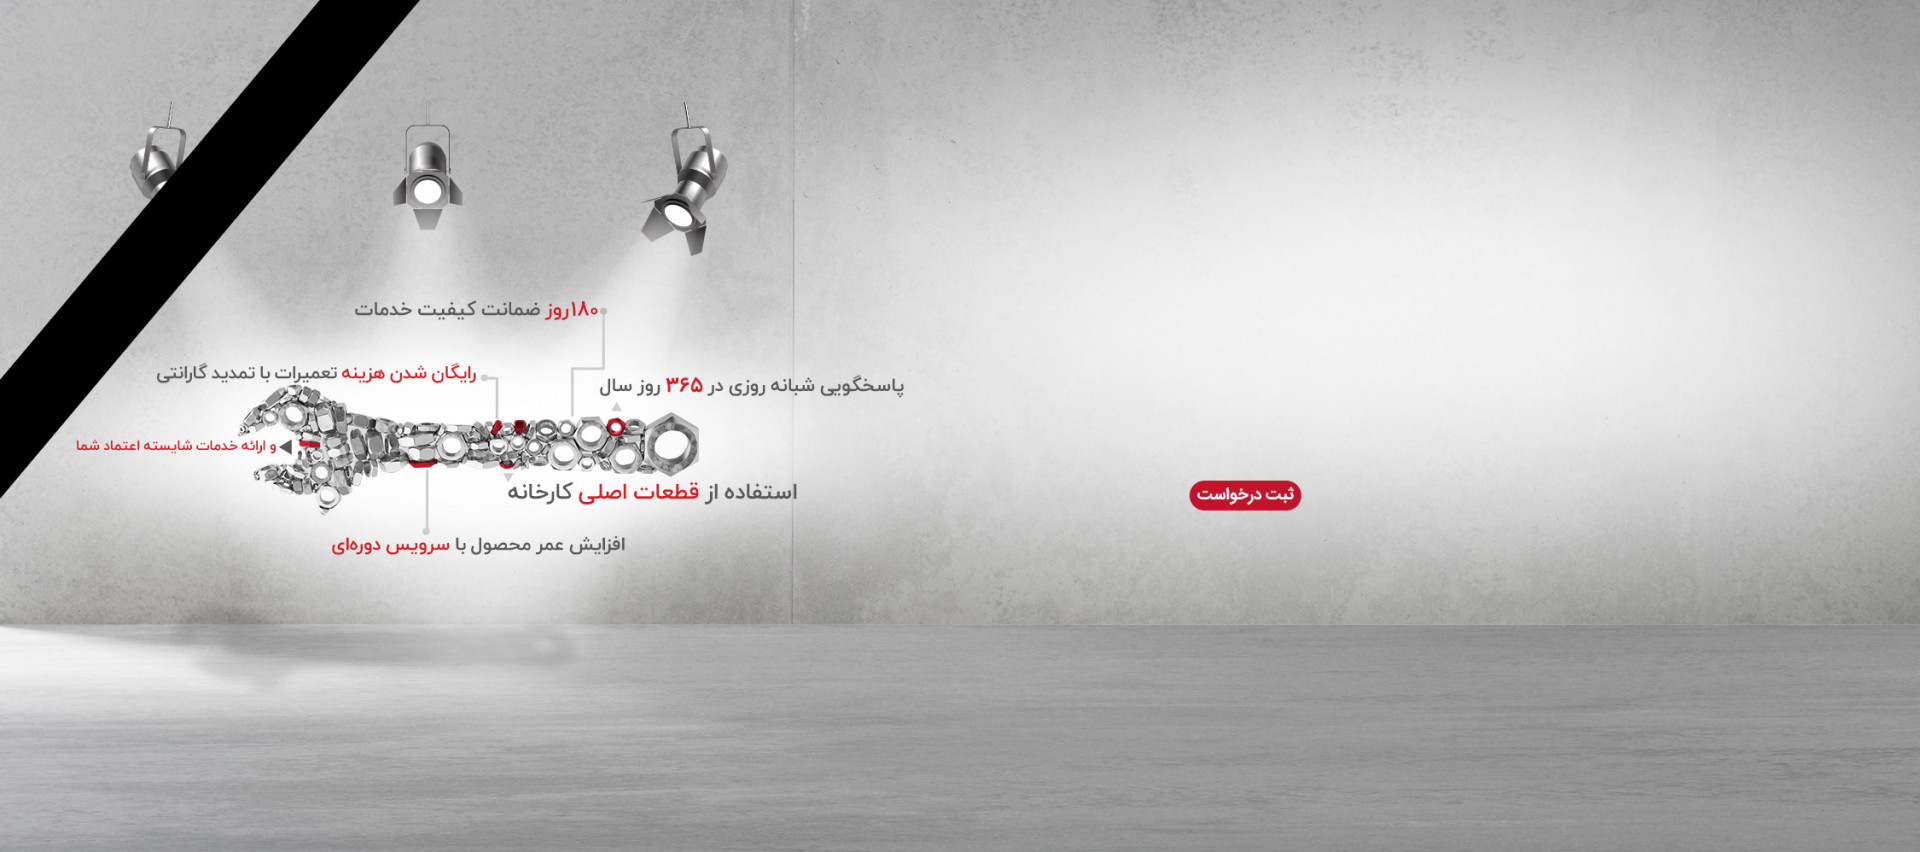 ۱۸۰روز ضمانت کیفیت خدمات
رایگان شدن هزینه تعمیرات با تمدید گارانتی
پاسخگویی شبانه روزی در ۳۶۵ روز سال
و ارائه خدمات شایسته اعتماد شما
استفاده از قطعات اصلی کارخانه
ثبت درخواست
افزایش عمر محصول با سرویس دوره‌ای